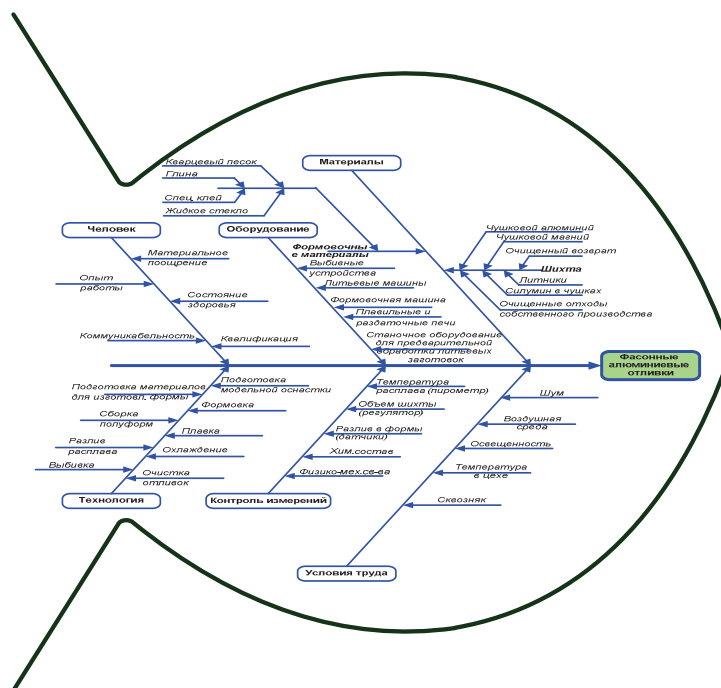 Кварцевый песок
Глина
Спец. клей
Жидкое стекло
Материалы
Человек
Оборудование
Формовочны
е материалы
Чушковой алюминий
Чушковой магний
Очищенный возврат
Шихта
Литники
Силумин в чушках
Очищенные отходы
собственного производства
Материальное
поощрение
Опыт
работы
Состояние
здоровья
Коммуникабельность
Квалификация
Выбивные
устройства
Литьевые машины
Формовочная машина
Плавильные и
раздаточные печи
Станочное оборудование
для предварительной
обработки литьевых
заготовок
Фасонные
алюминиевые
отливки
Подготовка
модельной оснастки
Подготовка материалов
для изготовл. формы
Формовка
Сборка
полуформ
Плавка
Разлив
расплава
Охлаждение
Выбивка
Очистка
отливок
Технология
Температура
расплава (пирометр)
Объем шихты
(регулятор)
Разлив в формы
(датчики)
Хим.состав
Физико-мех.св-ва
Контроль измерений
Шум
Воздушная
среда
Освещенность
Температура
в цехе
Сквозняк
Условия труда